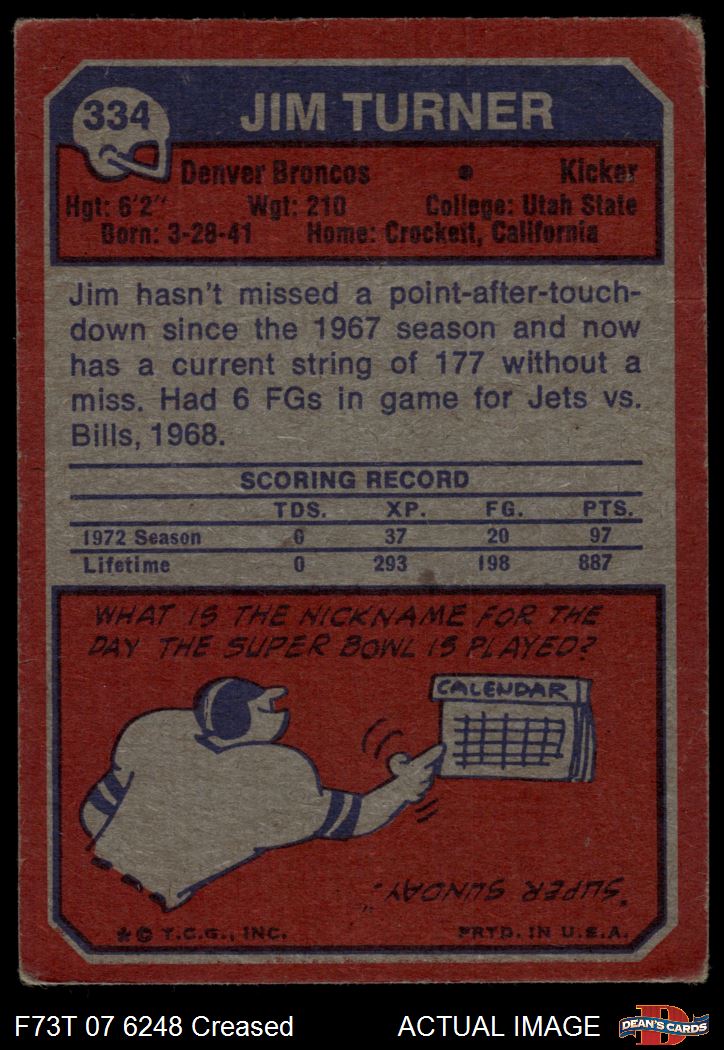 334
JIM TURNER
Denver Broncos • Kicker
Hgt: 6'2" Wgt: 210 College: Utah State
Born: 3-28-41 Home: Crockett, California
Jim hasn't missed a point-after-touch-
down since the 1967 season and now
has a current string of 177 without a
miss. Had 6 FGs in game for Jets vs.
Bills, 1968.
SCORING RECORD
TDS. XP. FG. PTS.
1972 Season 0 37 20 97
Lifetime 0 293 198 887
WHAT IS THE NICKNAME FOR THE
DAY THE SUPER BOWL IS PLAYED?
CALENDAR
"SUPER SUNDAY."
* © T.C.G., INC. PRTD. IN U.S.A.
F73T 07 6248 Creased ACTUAL IMAGE
D
DEAN'S CARDS